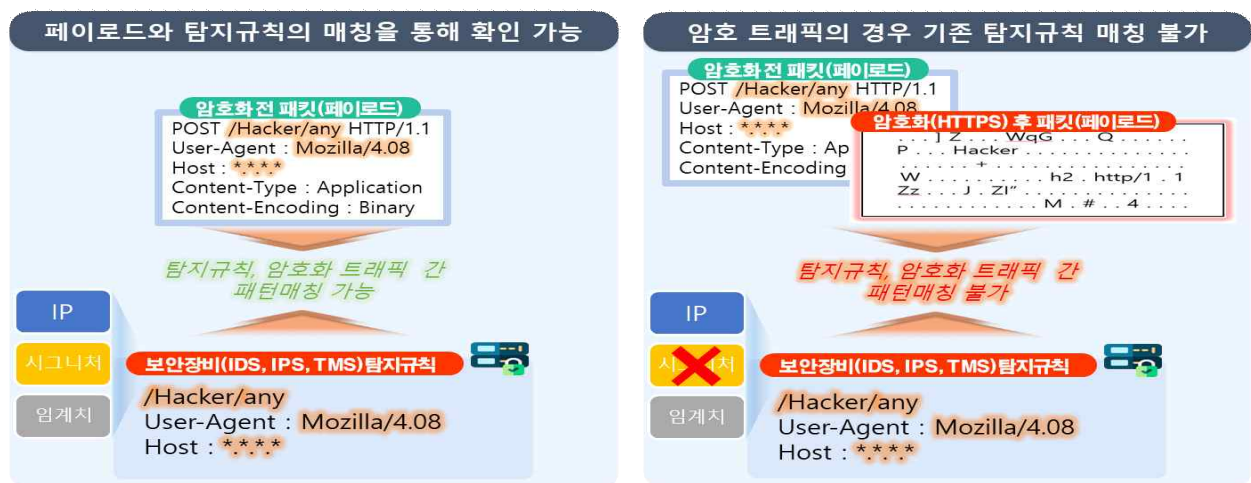 페이로드와 탐지규칙의 매칭을 통해 확인 가능
암호화전 패킷(페이로드)
POST /Hacker/any HTTP/1.1
User-Agent : Mozilla/4.08
Host : *.*.*.*
Content-Type : Application
Content-Encoding : Binary
탐지규칙, 암호화 트래픽 간
패턴매칭 가능
IP
시그니처
임계치
보안장비(IDS, IPS, TMS)탐지규칙
/Hacker/any
User-Agent : Mozilla/4.08
Host : *.*.*.*
암호 트래픽의 경우 기존 탐지규칙 매칭 불가
암호화전 패킷(페이로드)
POST /Hacker/any HTTP/1.1
User-Agent : Mozilla/4.08
Host : *.*.*.*
Content-Type : Ap
Content-Encoding
암호화(HTTPS) 후 패킷(페이로드)
. . . ] Z . . . WqG . . . Q . . . . . .
P . . . Hacker . . . . . . . . . . . . . . .
. . . . . . + . . . . . . . . . . . . . . . .
W . . . . . . . . . . . h2 . http/1 . 1
Zz . . . J . ZI” . . . . . . . . . . . . . . .
. . . . . . . . . . . . M . # . . 4 . . . .
탐지규칙, 암호화 트래픽 간
패턴매칭 불가
IP
임계치
보안장비(IDS, IPS, TMS)탐지규칙
/Hacker/any
User-Agent : Mozilla/4.08
Host : *.*.*.*